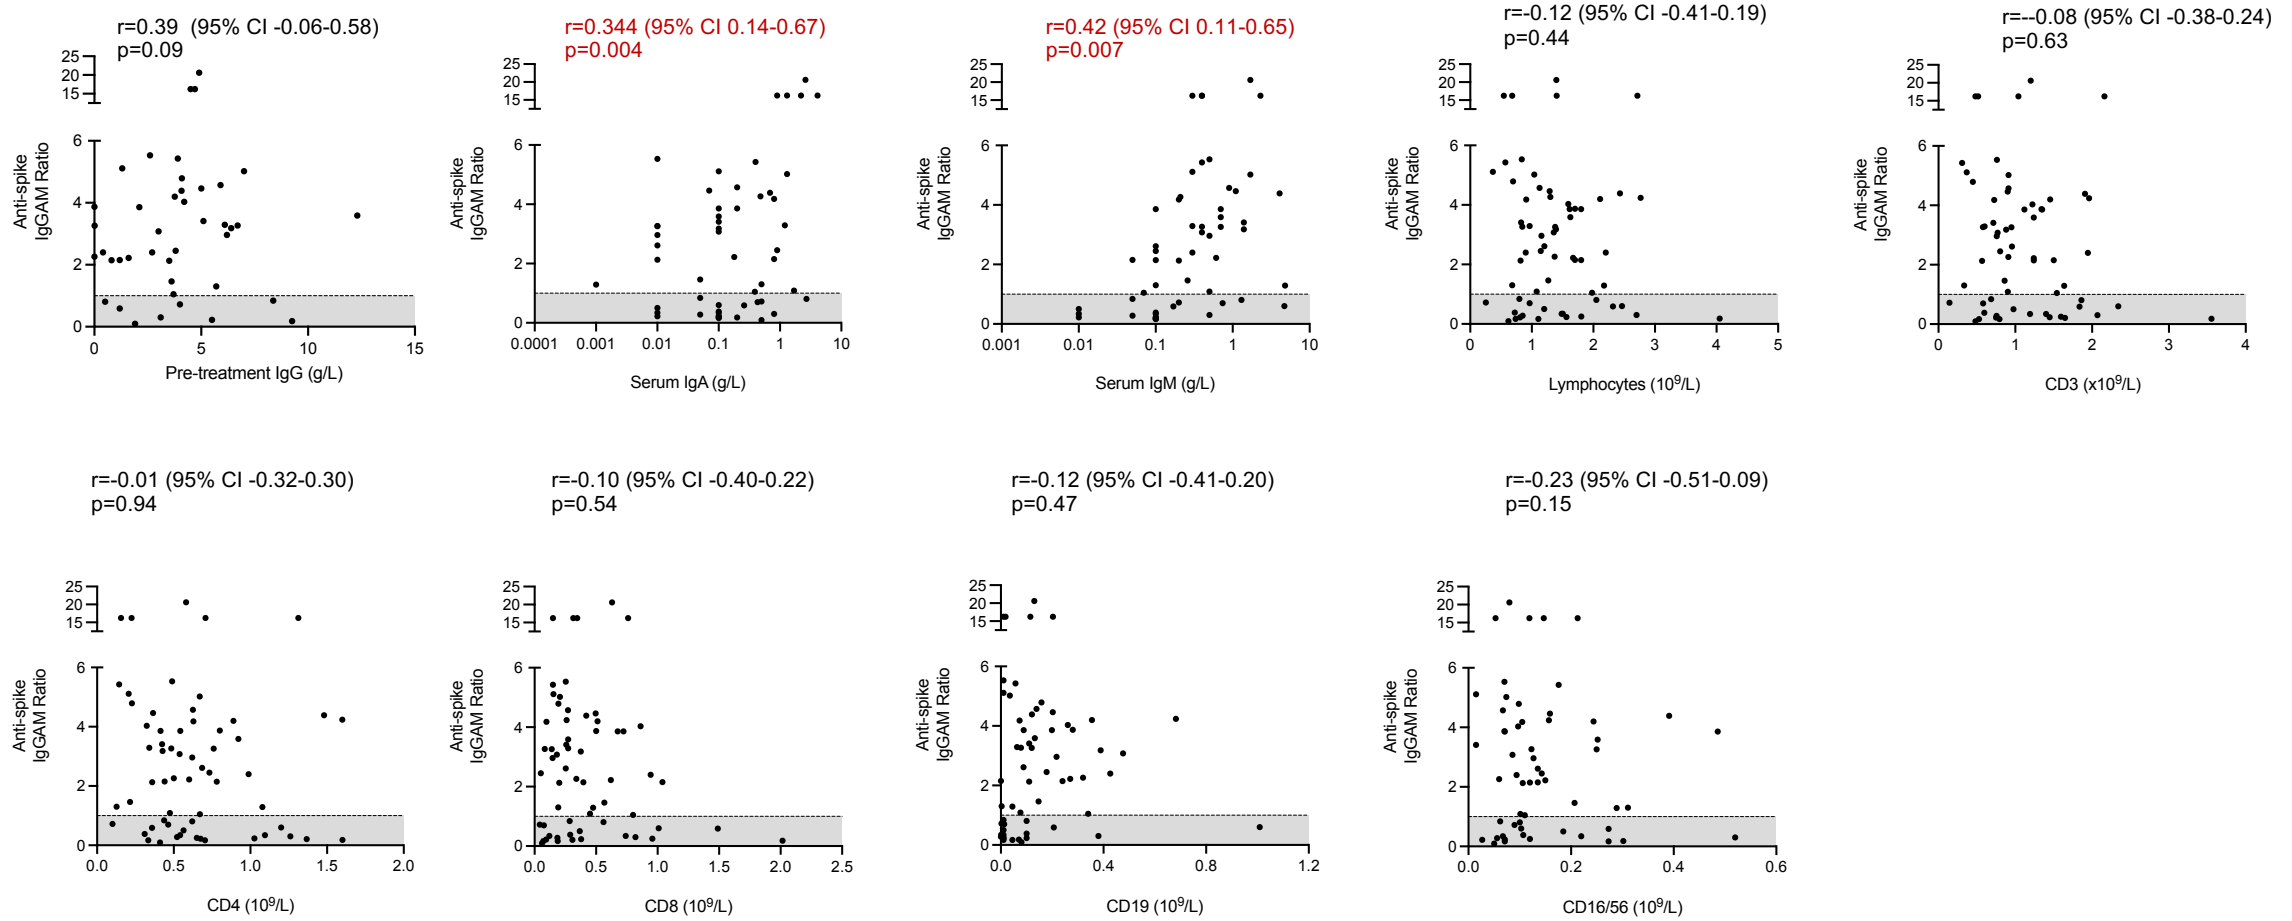 r=0.39 (95% CI -0.06-0.58)
p=0.09
25
20
15
6
4
2
0
Anti-spike
IgGAM Ratio
0 5 10 15
Pre-treatment IgG (g/L)
r=0.344 (95% CI 0.14-0.67)
p=0.004
25
20
15
6
4
2
0
Anti-spike
IgGAM Ratio
0.0001 0.001 0.01 0.1 1 10
Serum IgA (g/L)
r=0.42 (95% CI 0.11-0.65)
p=0.007
25
20
15
6
4
2
0
Anti-spike
IgGAM Ratio
0.001 0.01 0.1 1 10
Serum IgM (g/L)
r=-0.12 (95% CI -0.41-0.19)
p=0.44
25
20
15
6
4
2
0
Anti-spike
IgGAM Ratio
0 1 2 3 4 5
Lymphocytes (10⁹/L)
r=--0.08 (95% CI -0.38-0.24)
p=0.63
25
20
15
6
4
2
0
Anti-spike
IgGAM Ratio
0 1 2 3 4
CD3 (x10⁹/L)
r=-0.01 (95% CI -0.32-0.30)
p=0.94
25
20
15
6
4
2
0
Anti-spike
IgGAM Ratio
0.0 0.5 1.0 1.5 2.0
CD4 (10⁹/L)
r=-0.10 (95% CI -0.40-0.22)
p=0.54
25
20
15
6
4
2
0
Anti-spike
IgGAM Ratio
0.0 0.5 1.0 1.5 2.0 2.5
CD8 (10⁹/L)
r=-0.12 (95% CI -0.41-0.20)
p=0.47
25
20
15
6
4
2
0
Anti-spike
IgGAM Ratio
0.0 0.4 0.8 1.2
CD19 (10⁹/L)
r=-0.23 (95% CI -0.51-0.09)
p=0.15
25
20
15
6
4
2
0
Anti-spike
IgGAM Ratio
0.0 0.2 0.4 0.6
CD16/56 (10⁹/L)